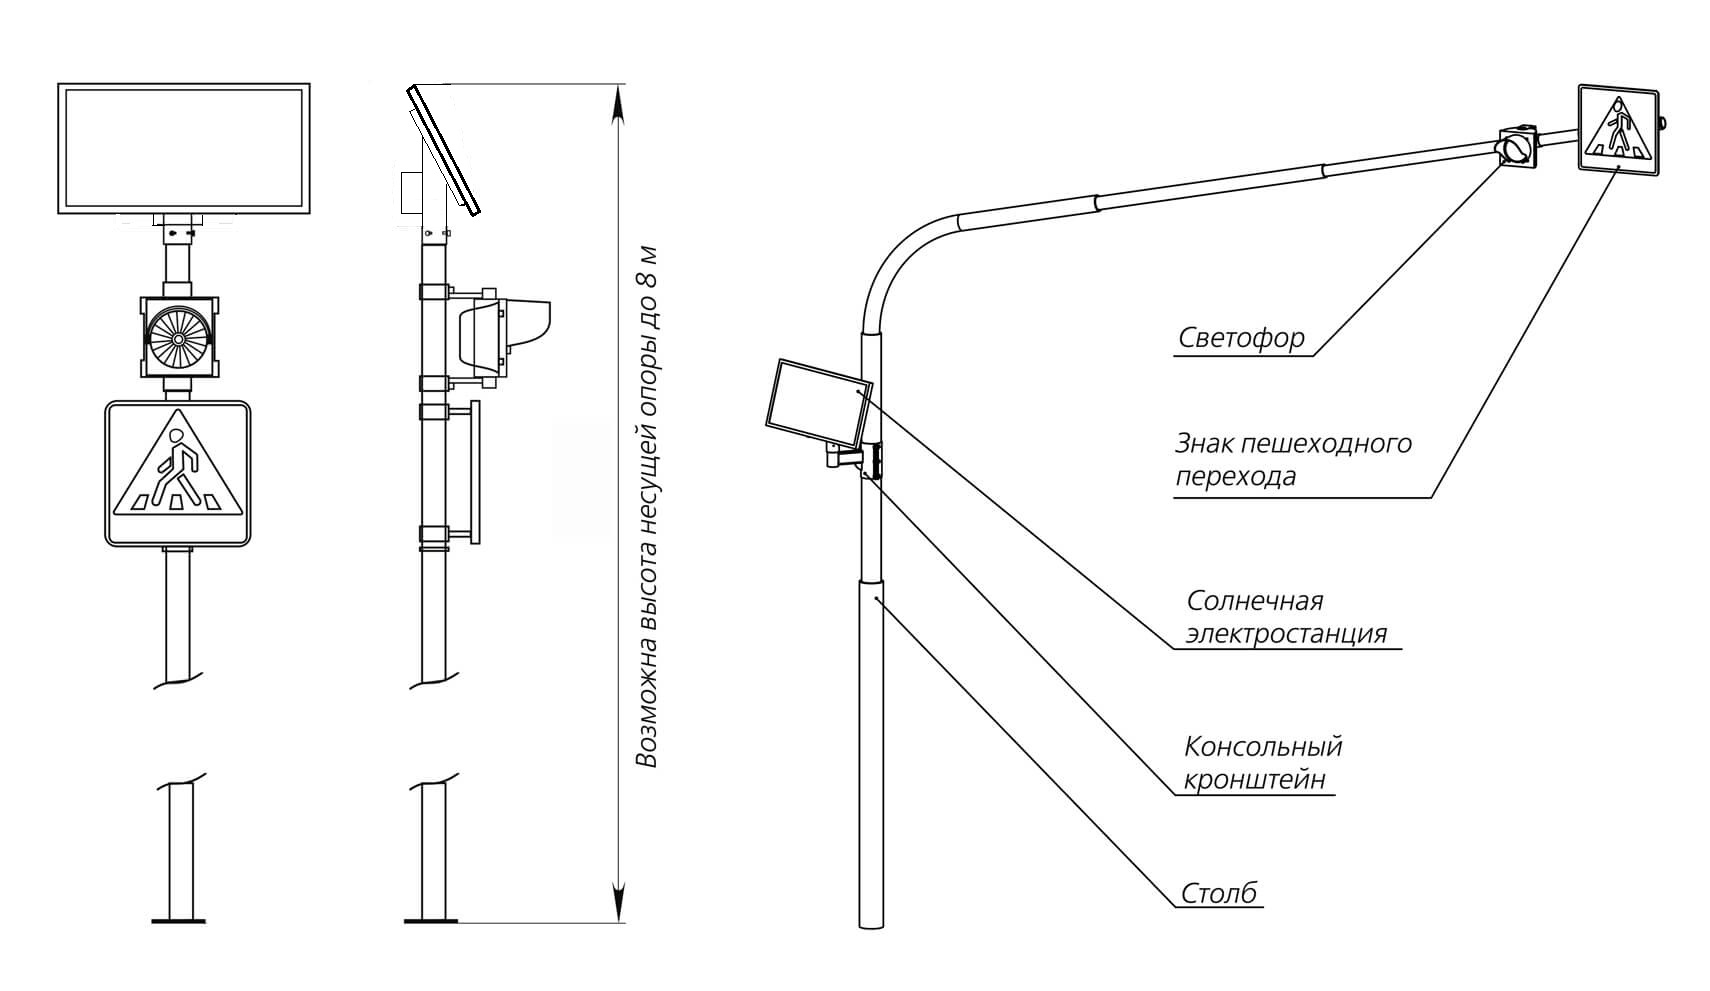 Возможна высота несущей опоры до 8 м
Светофор
Знак пешеходного
перехода
Солнечная
электростанция
Консольный
кронштейн
Столб